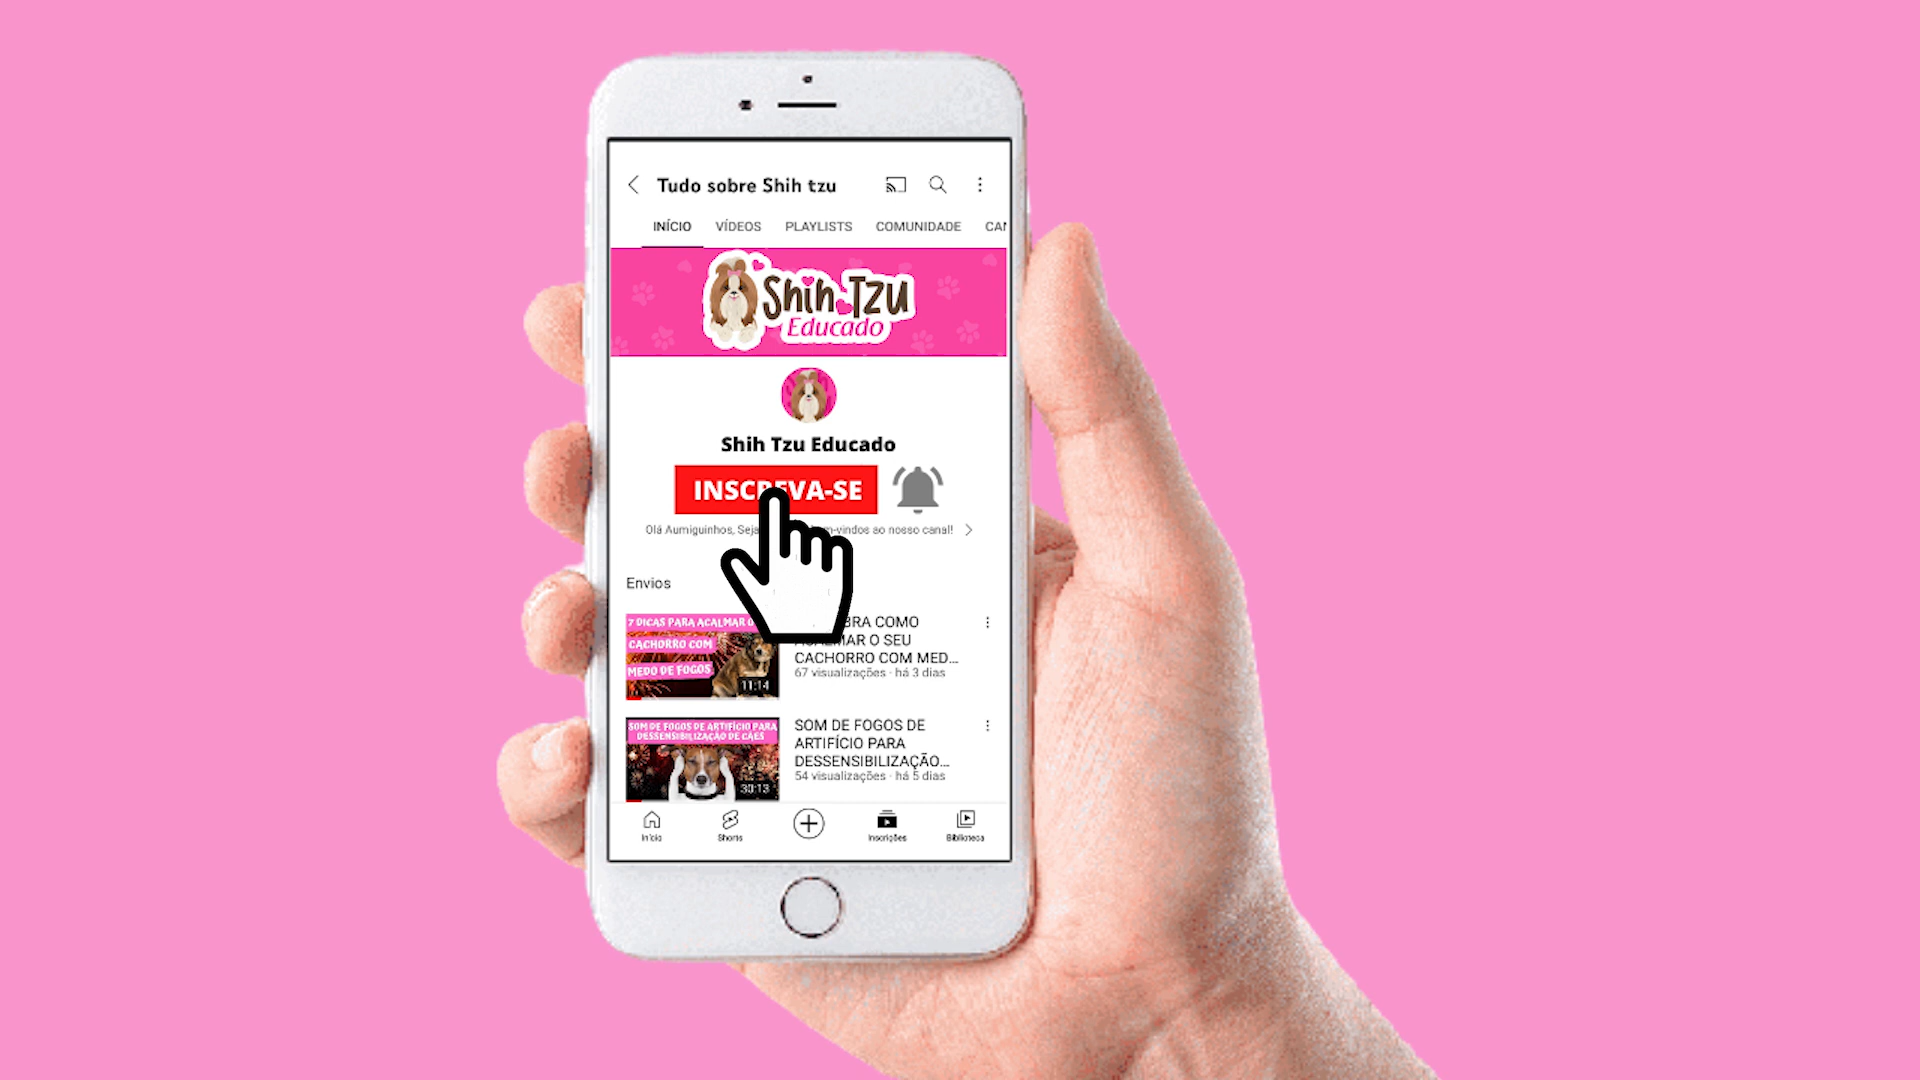 Tudo sobre Shih tzu
INÍCIO VÍDEOS PLAYLISTS COMUNIDADE CAN
Shih Tzu
Educado
Shih Tzu Educado
INSCREVA-SE
Olá Aumiguinhos, Seja m-vindos ao nosso canal!
Envios
7 DICAS PARA ACALMAR O
CACHORRO COM
MEDO DE FOGOS
11:14
BRA COMO
ACALMAR O SEU
CACHORRO COM MED...
67 visualizações · há 3 dias
SOM DE FOGOS DE ARTIFÍCIO PARA
DESSENSIBILIZAÇÃO DE CÃES
30:13
SOM DE FOGOS DE
ARTIFÍCIO PARA
DESSENSIBILIZAÇÃO...
54 visualizações · há 5 dias
Início Shorts Inscrições Biblioteca